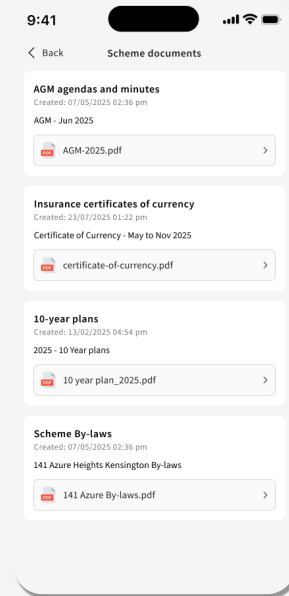 9:41
Back
Scheme documents
AGM agendas and minutes
Created: 07/05/2025 02:36 pm
AGM - Jun 2025
PDF
AGM-2025.pdf
Insurance certificates of currency
Created: 23/07/2025 01:22 pm
Certificate of Currency - May to Nov 2025
PDF
certificate-of-currency.pdf
10-year plans
Created: 13/02/2025 04:54 pm
2025 - 10 Year plans
PDF
10 year plan_2025.pdf
Scheme By-laws
Created: 07/05/2025 02:36 pm
141 Azure Heights Kensington By-laws
PDF
141 Azure By-laws.pdf